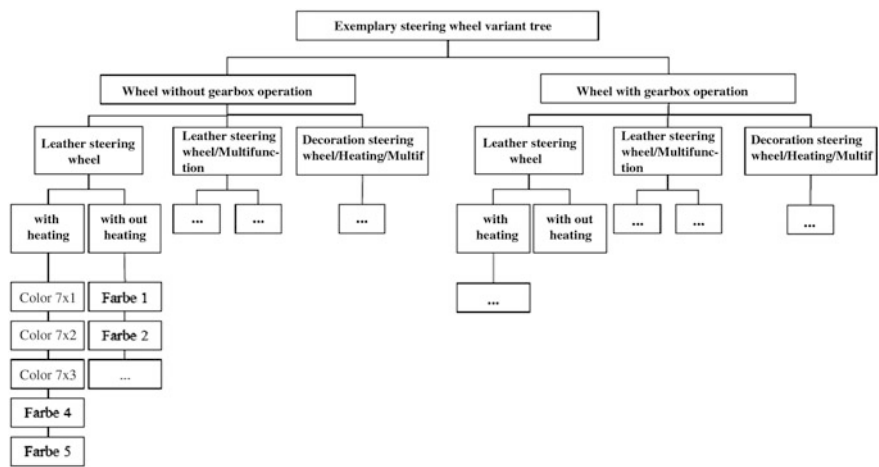 Exemplary steering wheel variant tree
Wheel without gearbox operation
Wheel with gearbox operation
Leather steering
wheel
Leather steering
wheel/Multifunc-
tion
Decoration steering
wheel/Heating/Multif
Leather steering
wheel
Leather steering
wheel/Multifunc-
tion
Decoration steering
wheel/Heating/Multif
with
heating
with out
heating
...
...
...
with
heating
with out
heating
...
...
...
Color 7x1
Farbe 1
...
Color 7x2
Farbe 2
Color 7x3
...
Farbe 4
Farbe 5